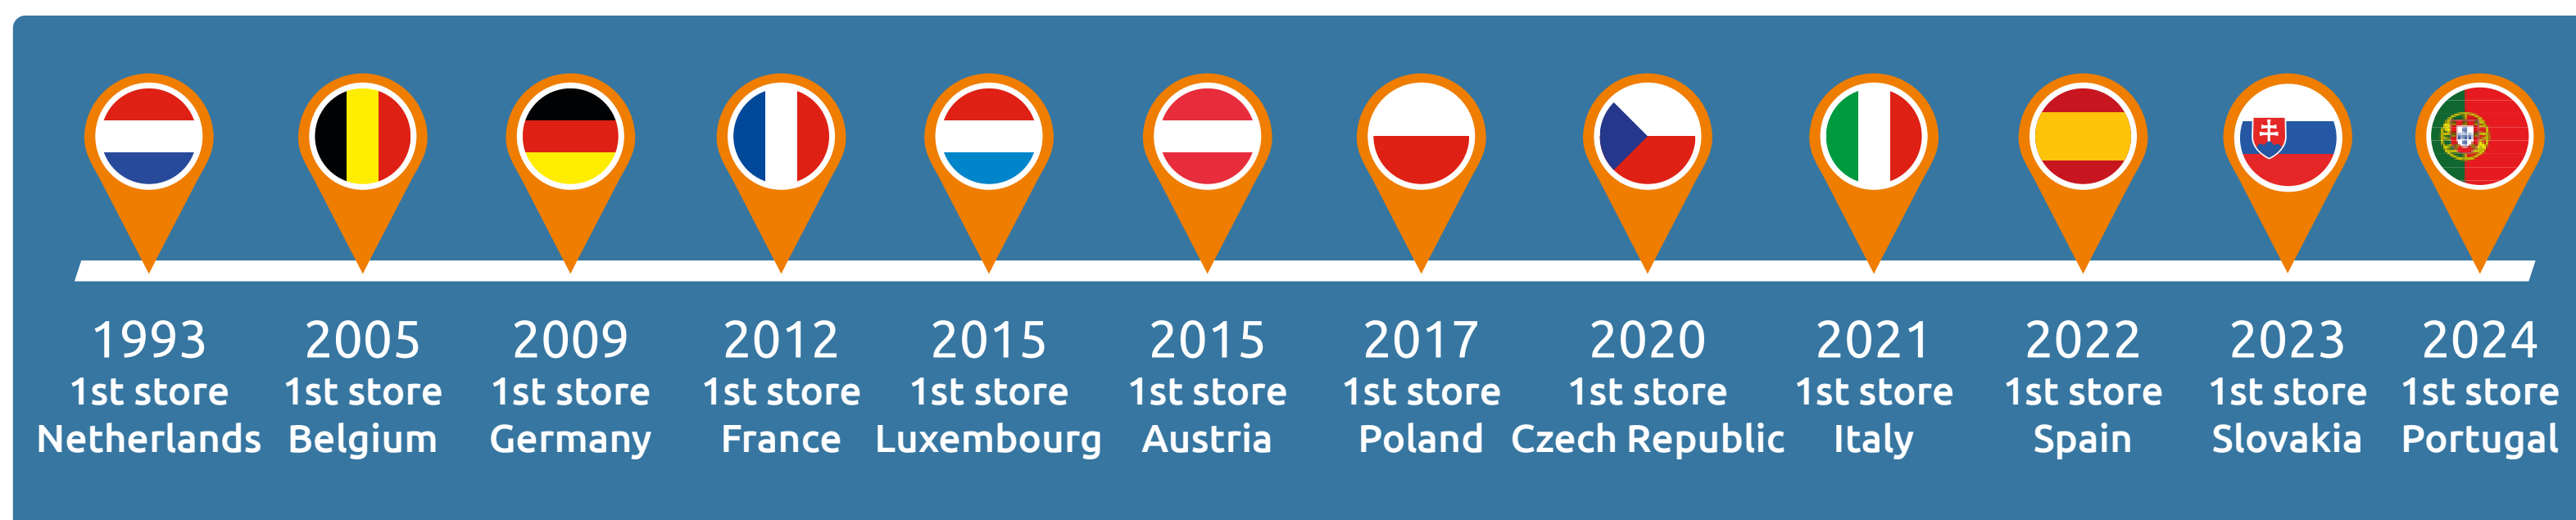 1993
1st store
Netherlands
2005
1st store
Belgium
2009
1st store
Germany
2012
1st store
France
2015
1st store
Luxembourg
2015
1st store
Austria
2017
1st store
Poland
2020
1st store
Czech Republic
2021
1st store
Italy
2022
1st store
Spain
2023
1st store
Slovakia
2024
1st store
Portugal